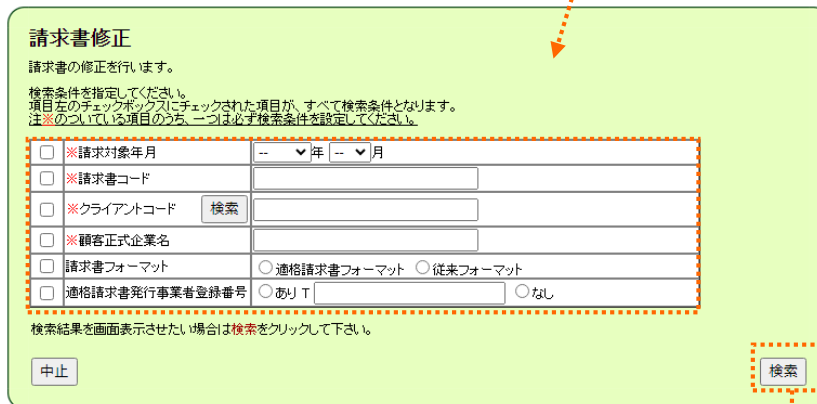 請求書修正
請求書の修正を行います。
検索条件を指定してください。
項目左のチェックボックスにチェックされた項目が、すべて検索条件となります。
注※のついている項目のうち、一つは必ず検索条件を設定してください。
※請求対象年月 -- 年 -- 月
※請求書コード
※クライアントコード 検索
※顧客正式企業名
請求書フォーマット 適格請求書フォーマット 従来フォーマット
適格請求書発行事業者登録番号 あり T なし
検索結果を画面表示させたい場合は検索をクリックして下さい。
中止 検索